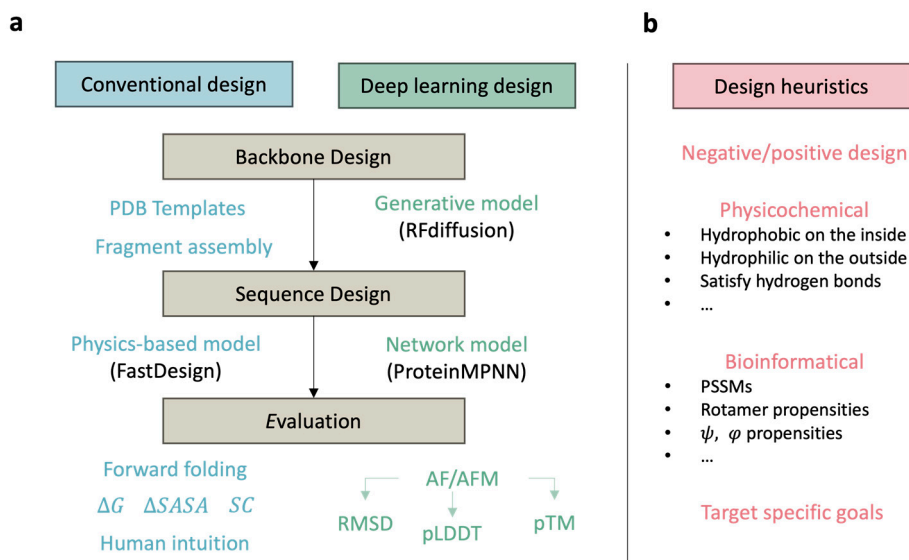 a
Conventional design
Deep learning design
Backbone Design
PDB Templates
Fragment assembly
Generative model
(RFdiffusion)
Sequence Design
Physics-based model
(FastDesign)
Network model
(ProteinMPNN)
Evaluation
Forward folding
ΔG ΔSASA SC
Human intuition
AF/AFM
RMSD
pLDDT
pTM
b
Design heuristics
Negative/positive design
Physicochemical
• Hydrophobic on the inside
• Hydrophilic on the outside
• Satisfy hydrogen bonds
• ...
Bioinformatical
• PSSMs
• Rotamer propensities
• ψ, φ propensities
• ...
Target specific goals